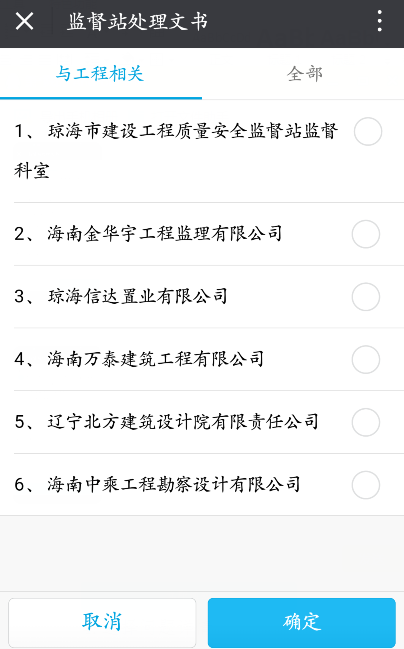 监督站处理文书
与工程相关 全部
1、琼海市建设工程质量安全监督站监督
科室
2、海南金华宇工程监理有限公司
3、琼海信达置业有限公司
4、海南万泰建筑工程有限公司
5、辽宁北方建筑设计院有限责任公司
6、海南中乘工程勘察设计有限公司
取消 确定